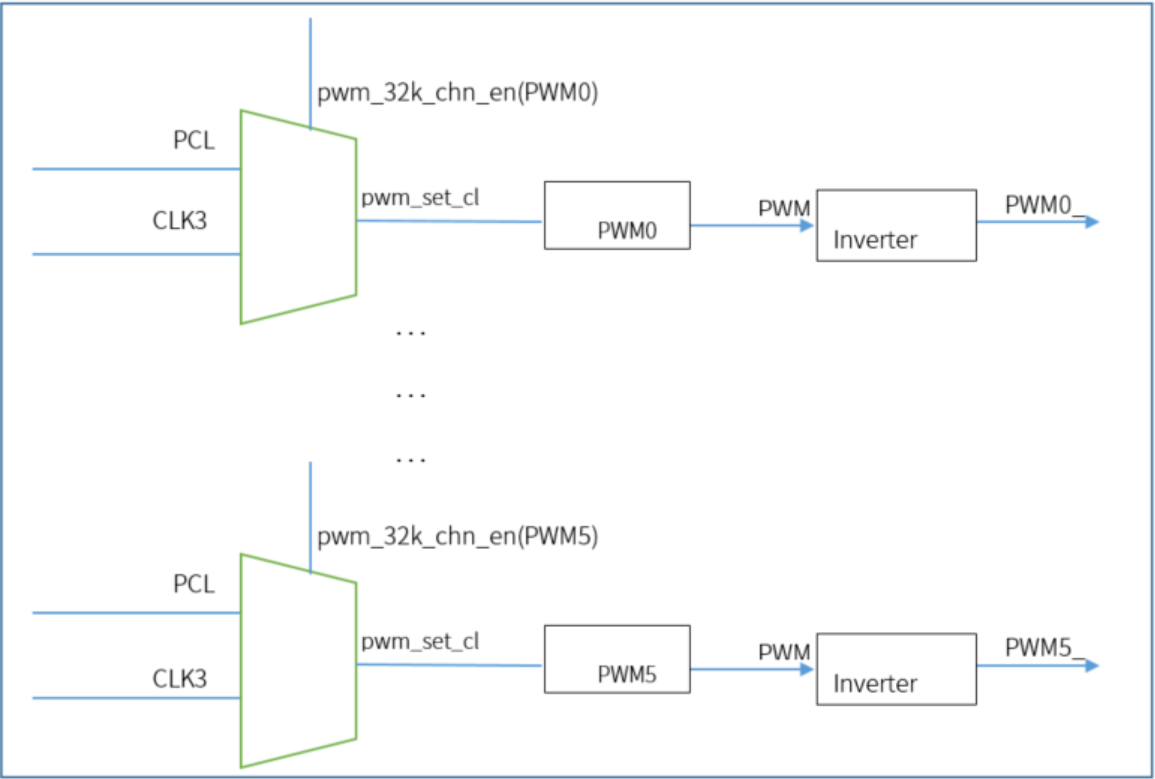 pwm_32k_chn_en(PWM0)
PCL
CLK3
pwm_set_cl
PWM0
PWM
Inverter
PWM0_
...
...
...
pwm_32k_chn_en(PWM5)
PCL
CLK3
pwm_set_cl
PWM5
PWM
Inverter
PWM5_